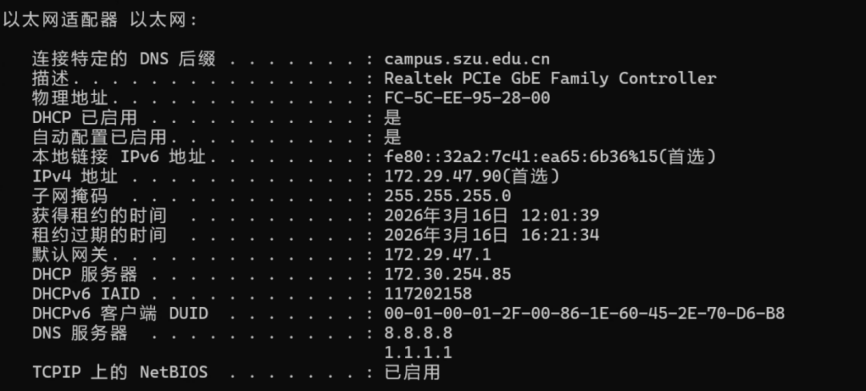 以太网适配器 以太网:
连接特定的 DNS 后缀 . . . . . . . : campus.szu.edu.cn
描述. . . . . . . . . . . . . . . : Realtek PCIe GbE Family Controller
物理地址. . . . . . . . . . . . . : FC-5C-EE-95-28-00
DHCP 已启用 . . . . . . . . . . . : 是
自动配置已启用. . . . . . . . . . : 是
本地链接 IPv6 地址. . . . . . . . : fe80::32a2:7c41:ea65:6b36%15(首选)
IPv4 地址 . . . . . . . . . . . . : 172.29.47.90(首选)
子网掩码  . . . . . . . . . . . . : 255.255.255.0
获得租约的时间  . . . . . . . . . : 2026年3月16日 12:01:39
租约过期的时间  . . . . . . . . . : 2026年3月16日 16:21:34
默认网关. . . . . . . . . . . . . : 172.29.47.1
DHCP 服务器 . . . . . . . . . . . : 172.30.254.85
DHCPv6 IAID . . . . . . . . . . . : 117202158
DHCPv6 客户端 DUID  . . . . . . . : 00-01-00-01-2F-00-86-1E-60-45-2E-70-D6-B8
DNS 服务器  . . . . . . . . . . . : 8.8.8.8
1.1.1.1
TCPIP 上的 NetBIOS  . . . . . . . : 已启用